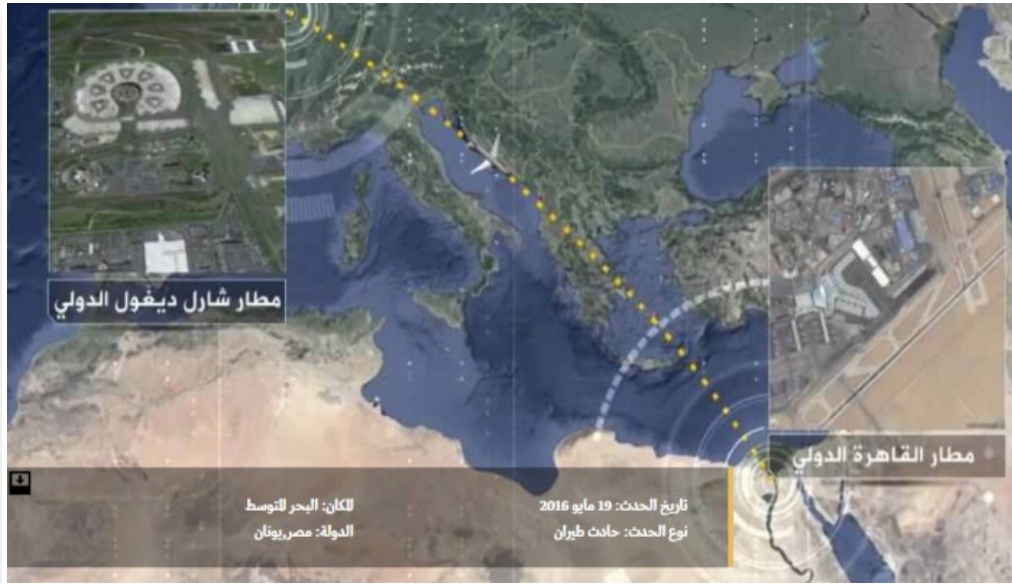 مطار شارل ديغول الدولي
مطار القاهرة الدولي
تاريخ الحدث: 19 مايو 2016
المكان: البحر المتوسط
نوع الحدث: حادث طيران
الدولة: مصر,يونان